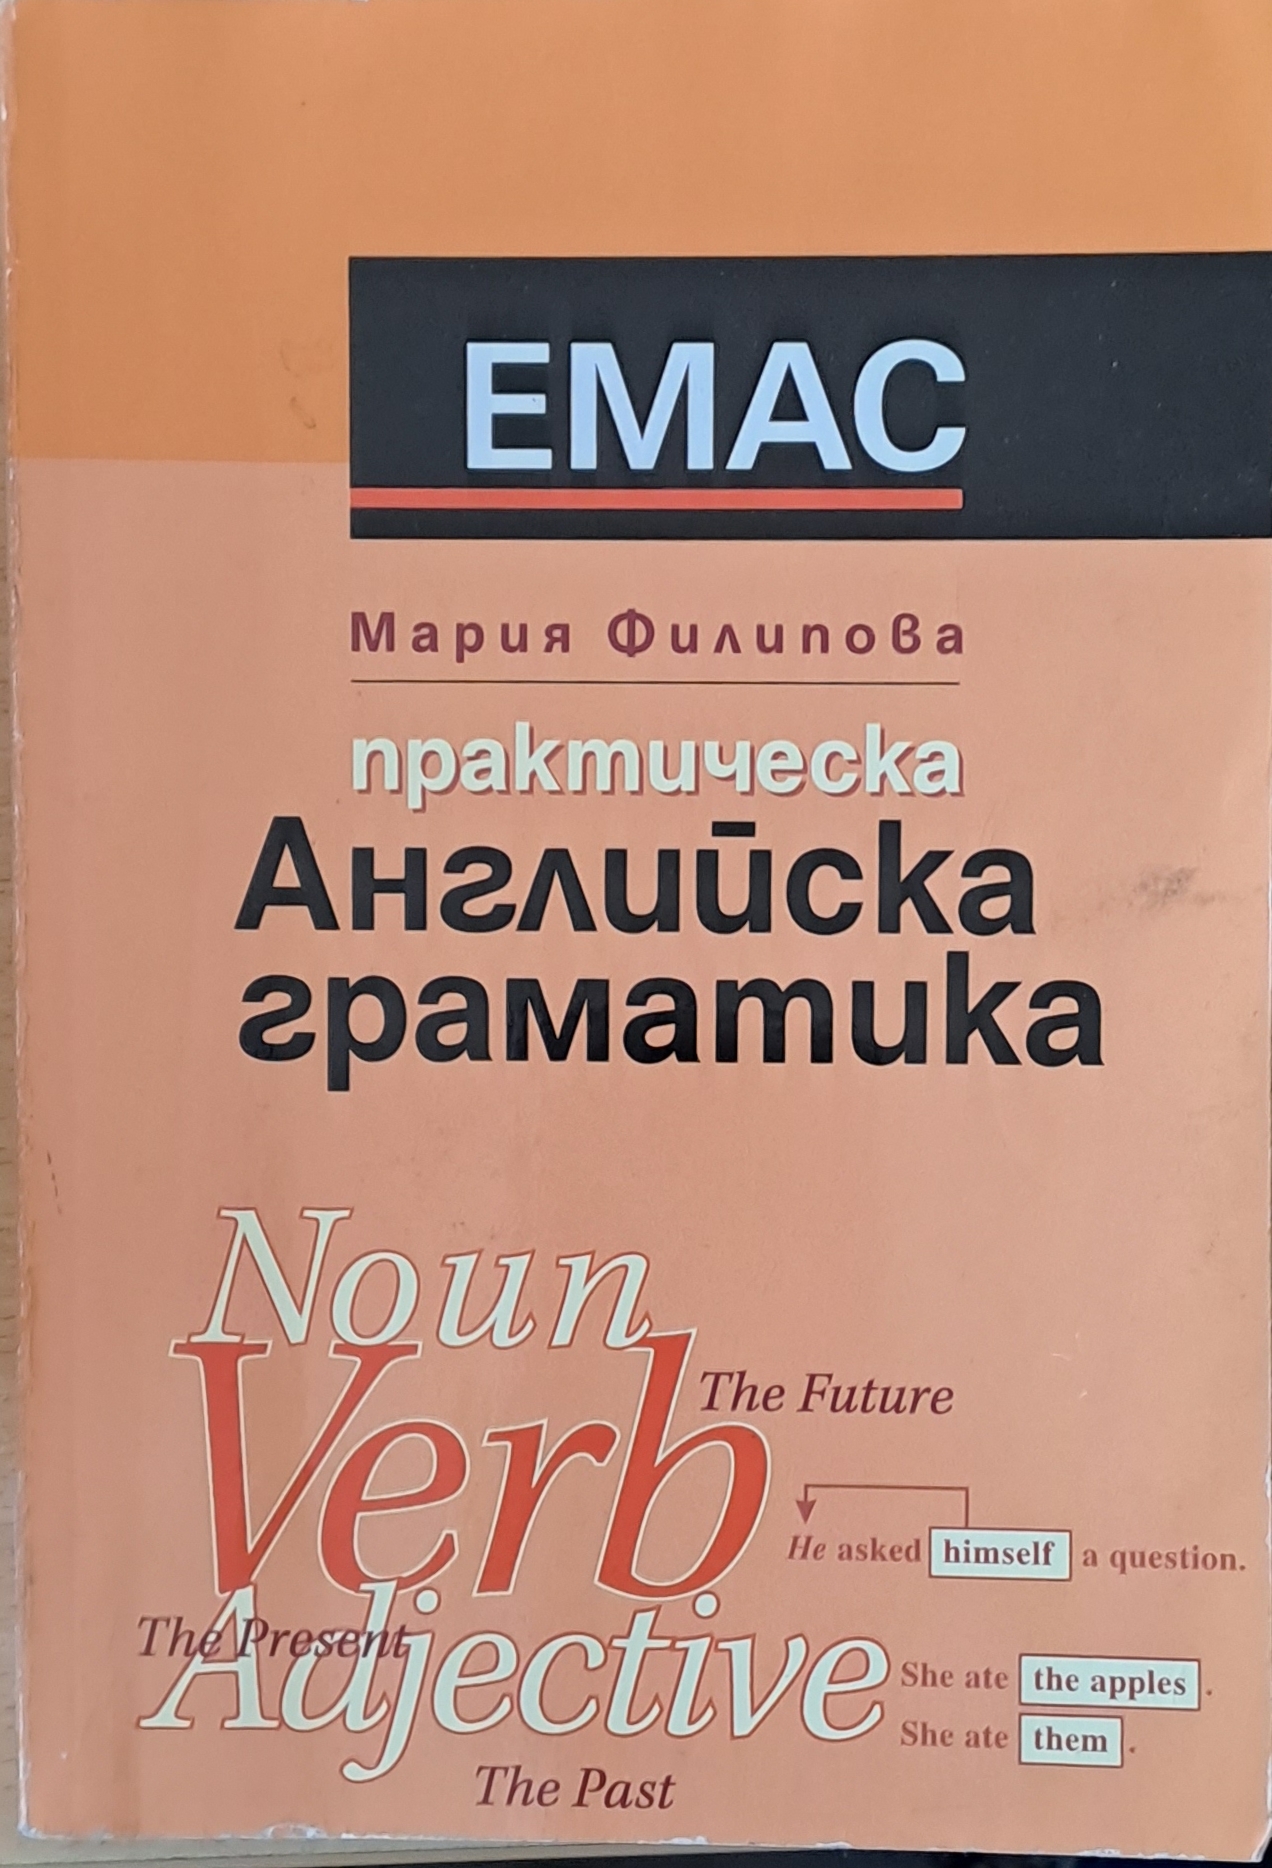 ЕМАС
Мария Филипова
практическа
Английска
граматика
Noun
Verb
The Future
He asked himself a question.
Adjective
The Present
She ate the apples.
She ate them.
The Past